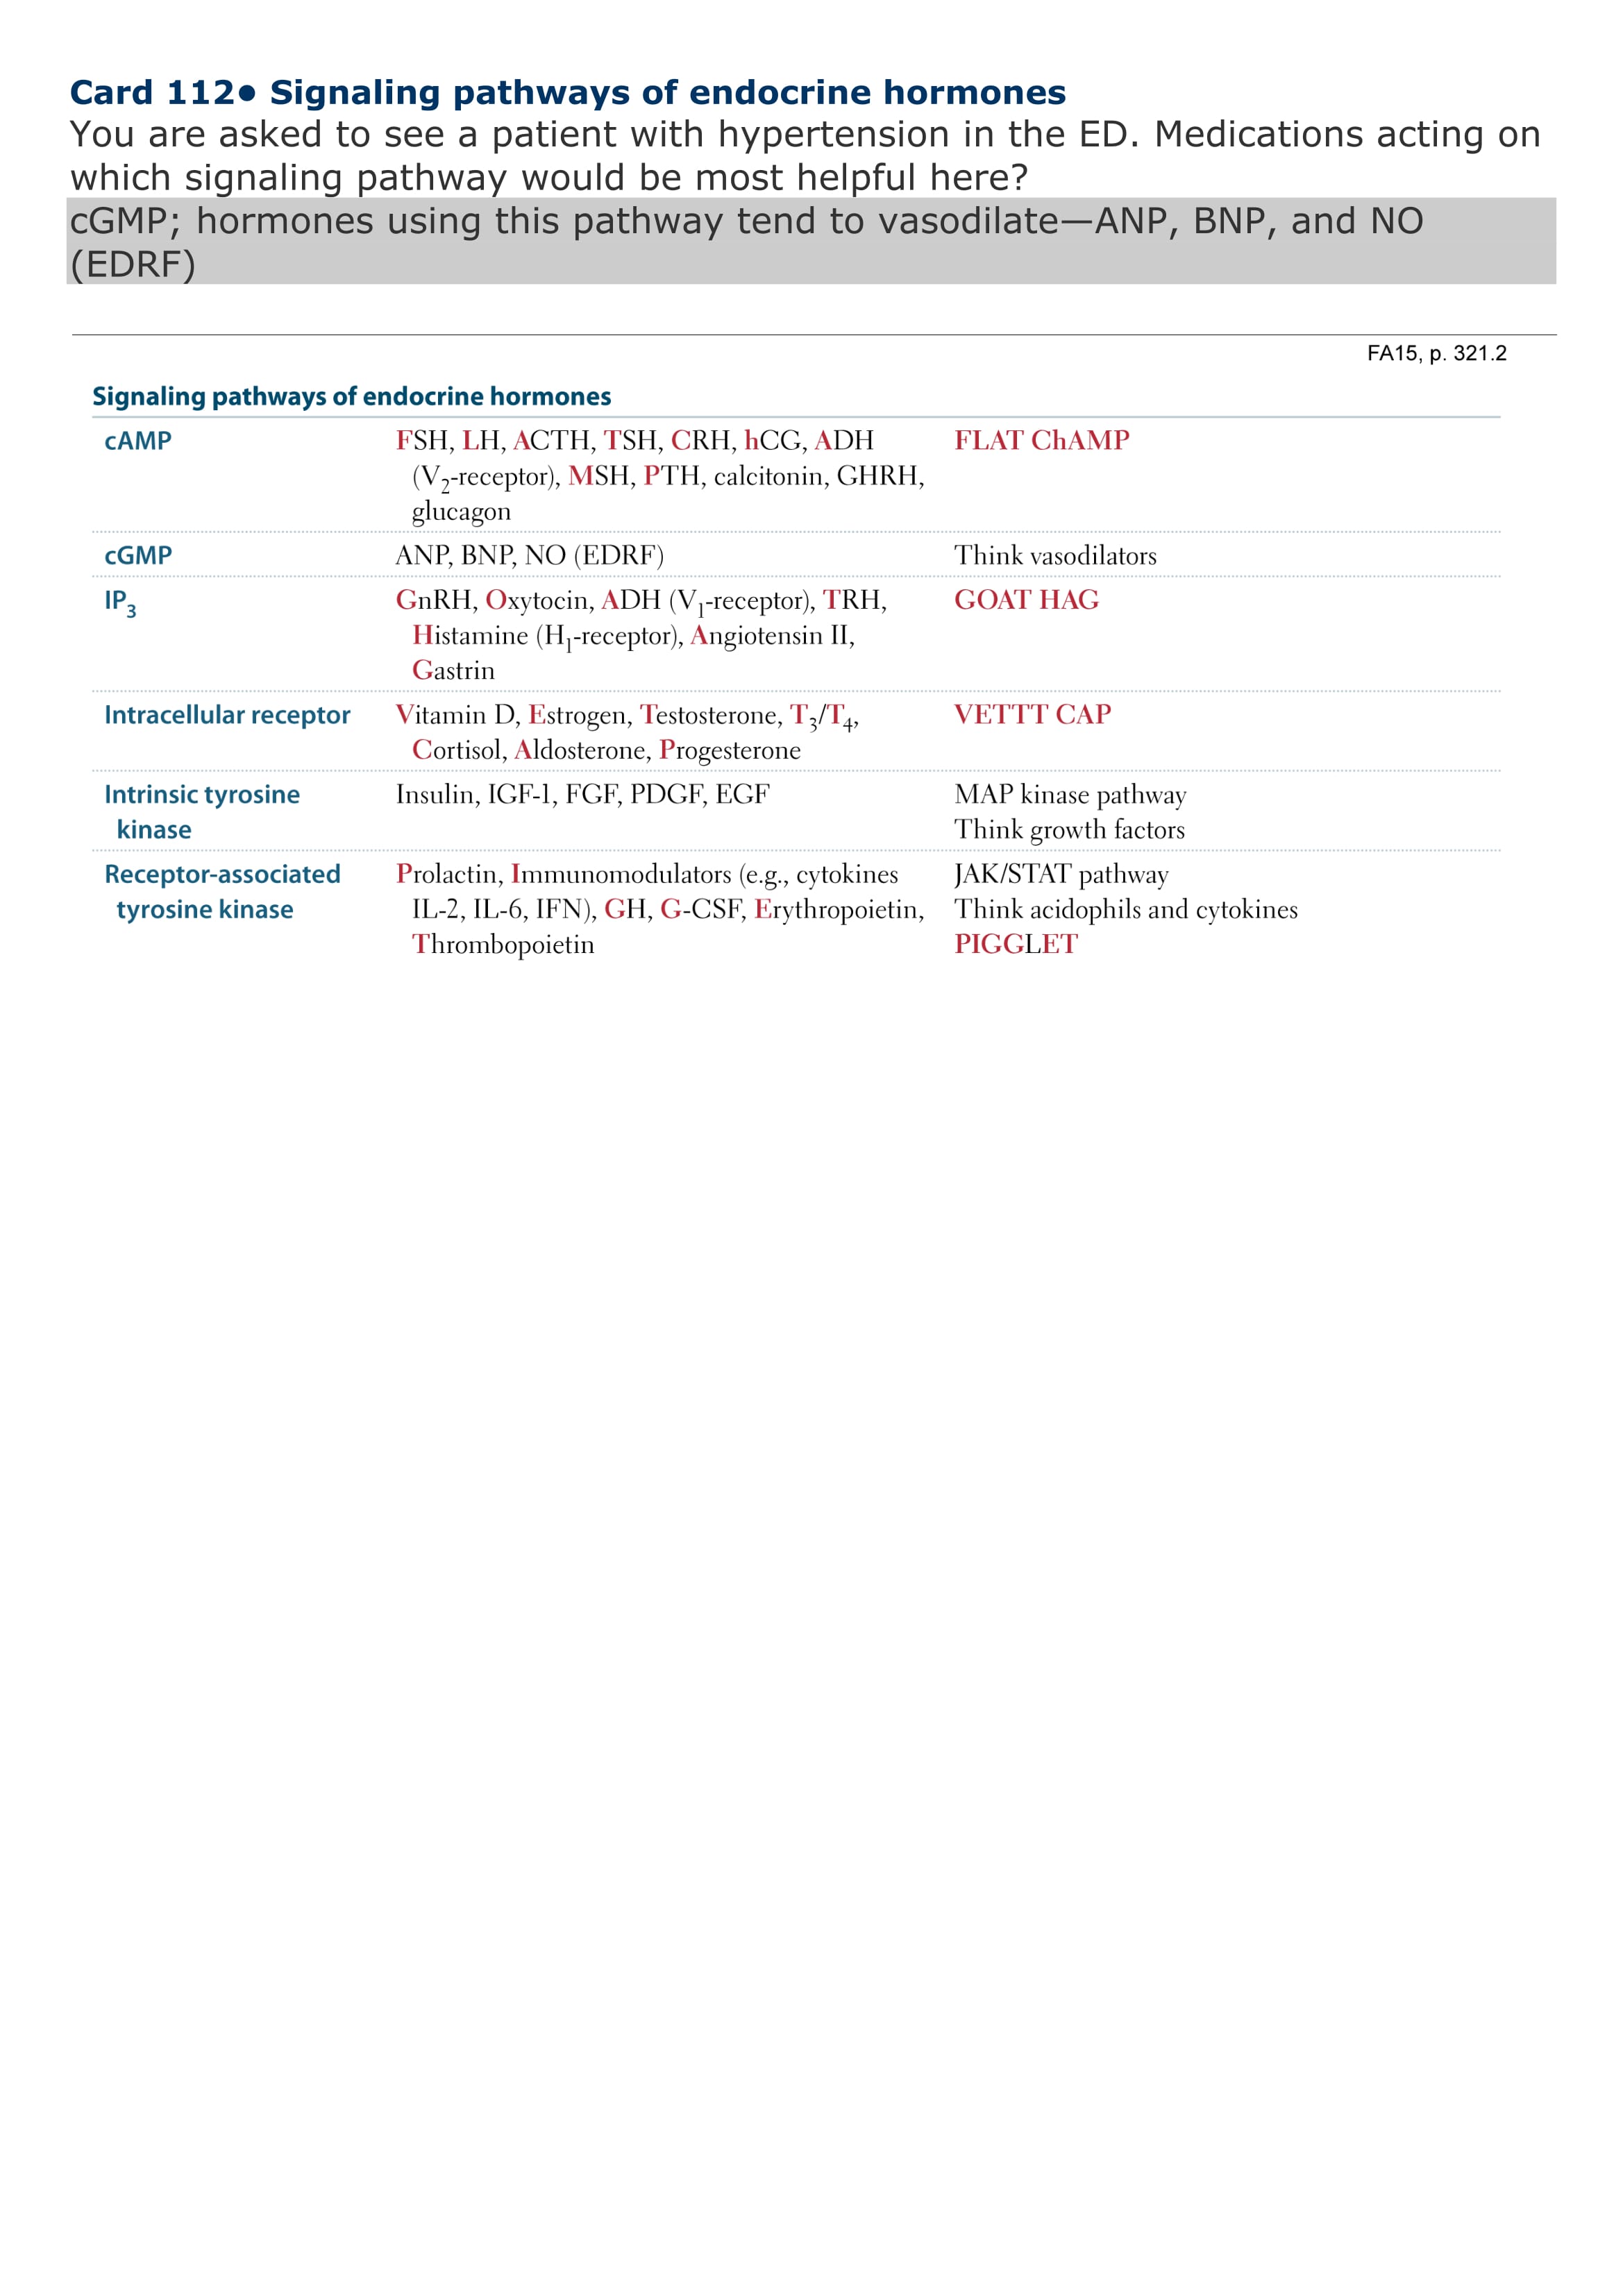 Card 112• Signaling pathways of endocrine hormones
You are asked to see a patient with hypertension in the ED. Medications acting on
which signaling pathway would be most helpful here?
cGMP; hormones using this pathway tend to vasodilate—ANP, BNP, and NO
(EDRF)
FA15, p. 321.2
Signaling pathways of endocrine hormones
cAMP FSH, LH, ACTH, TSH, CRH, hCG, ADH FLAT ChAMP
(V₂-receptor), MSH, PTH, calcitonin, GHRH,
glucagon
cGMP ANP, BNP, NO (EDRF) Think vasodilators
IP₃ GnRH, Oxytocin, ADH (V₁-receptor), TRH, GOAT HAG
Histamine (H₁-receptor), Angiotensin II,
Gastrin
Intracellular receptor Vitamin D, Estrogen, Testosterone, T₃/T₄, VETTT CAP
Cortisol, Aldosterone, Progesterone
Intrinsic tyrosine Insulin, IGF-1, FGF, PDGF, EGF MAP kinase pathway
kinase Think growth factors
Receptor-associated Prolactin, Immunomodulators (e.g., cytokines JAK/STAT pathway
tyrosine kinase IL-2, IL-6, IFN), GH, G-CSF, Erythropoietin, Think acidophils and cytokines
Thrombopoietin PIGGLET